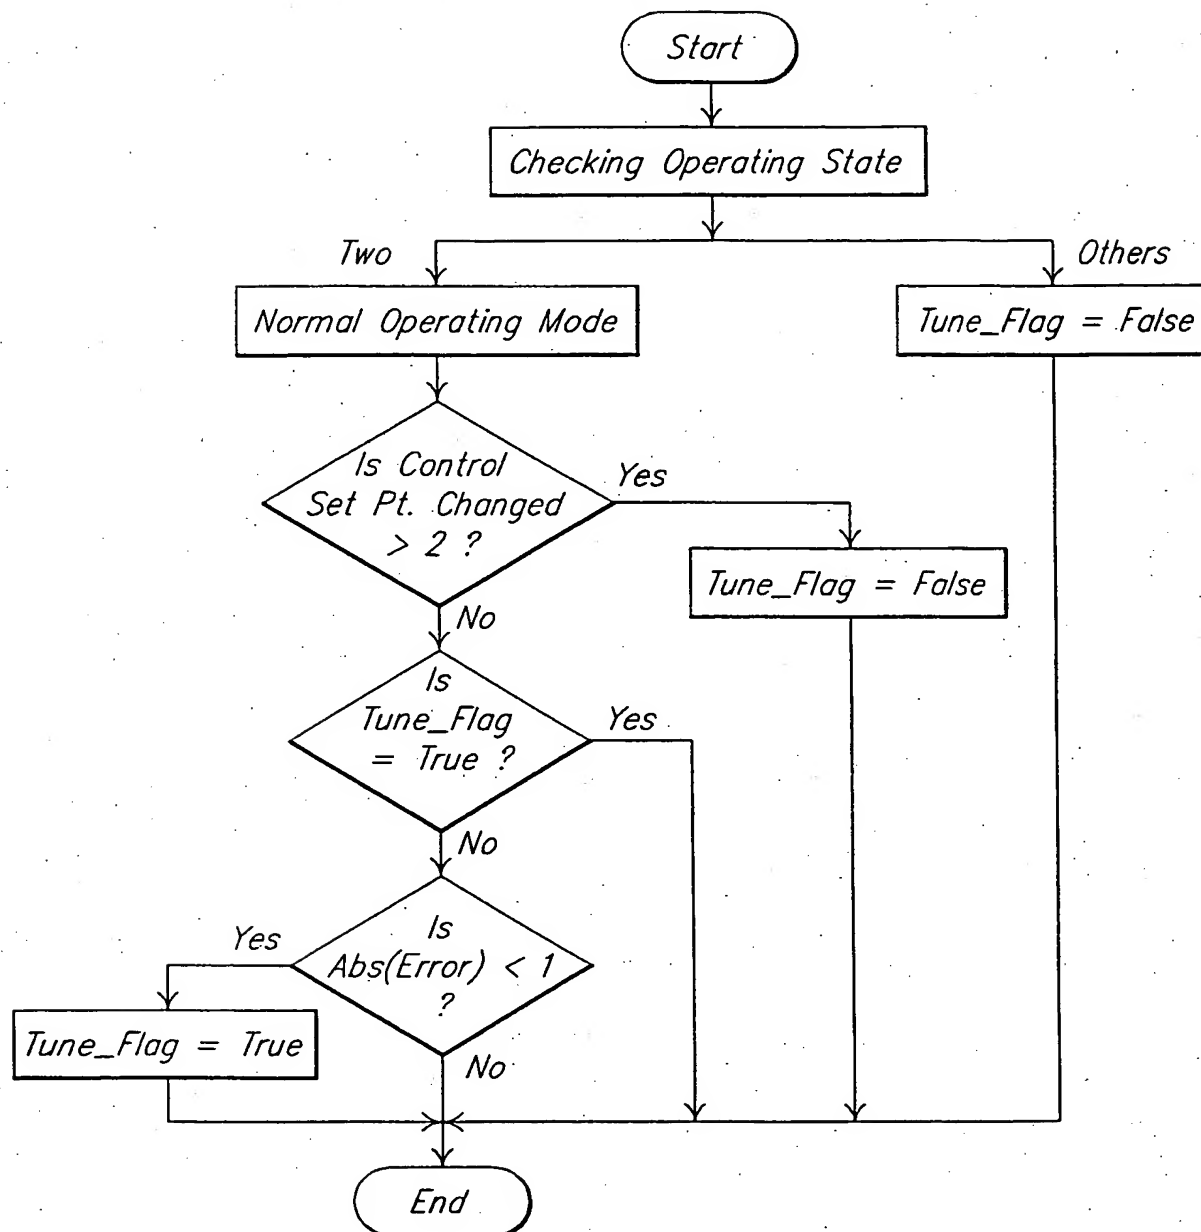 Start
Checking Operating State
Two
Others
Normal Operating Mode
Tune_Flag = False
Is Control
Set Pt. Changed
> 2 ?
Yes
Tune_Flag = False
No
Is
Tune_Flag
= True ?
Yes
No
Is
Abs(Error) < 1
?
Yes
Tune_Flag = True
No
End